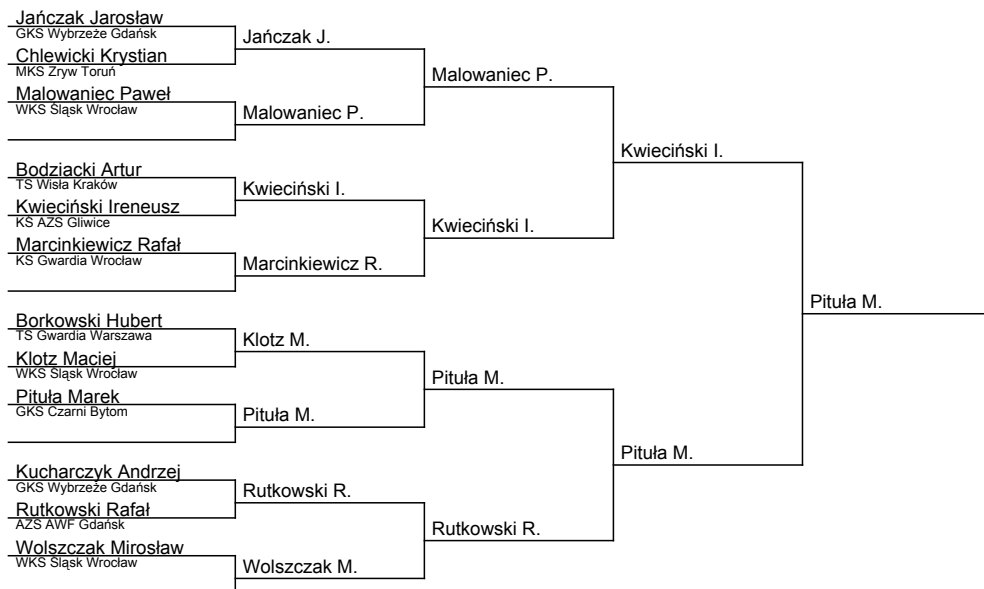 Jańczak Jarosław
GKS Wybrzeże Gdańsk
Chlewicki Krystian
MKS Zryw Toruń
Malowaniec Paweł
WKS Śląsk Wrocław
Bodziacki Artur
TS Wisła Kraków
Kwieciński Ireneusz
KS AZS Gliwice
Marcinkiewicz Rafał
KS Gwardia Wrocław
Borkowski Hubert
TS Gwardia Warszawa
Klotz Maciej
WKS Śląsk Wrocław
Pituła Marek
GKS Czarni Bytom
Kucharczyk Andrzej
GKS Wybrzeże Gdańsk
Rutkowski Rafał
AZS AWF Gdańsk
Wolszczak Mirosław
WKS Śląsk Wrocław
Jańczak J.
Malowaniec P.
Kwieciński I.
Marcinkiewicz R.
Klotz M.
Pituła M.
Rutkowski R.
Wolszczak M.
Malowaniec P.
Kwieciński I.
Pituła M.
Rutkowski R.
Kwieciński I.
Pituła M.
Pituła M.